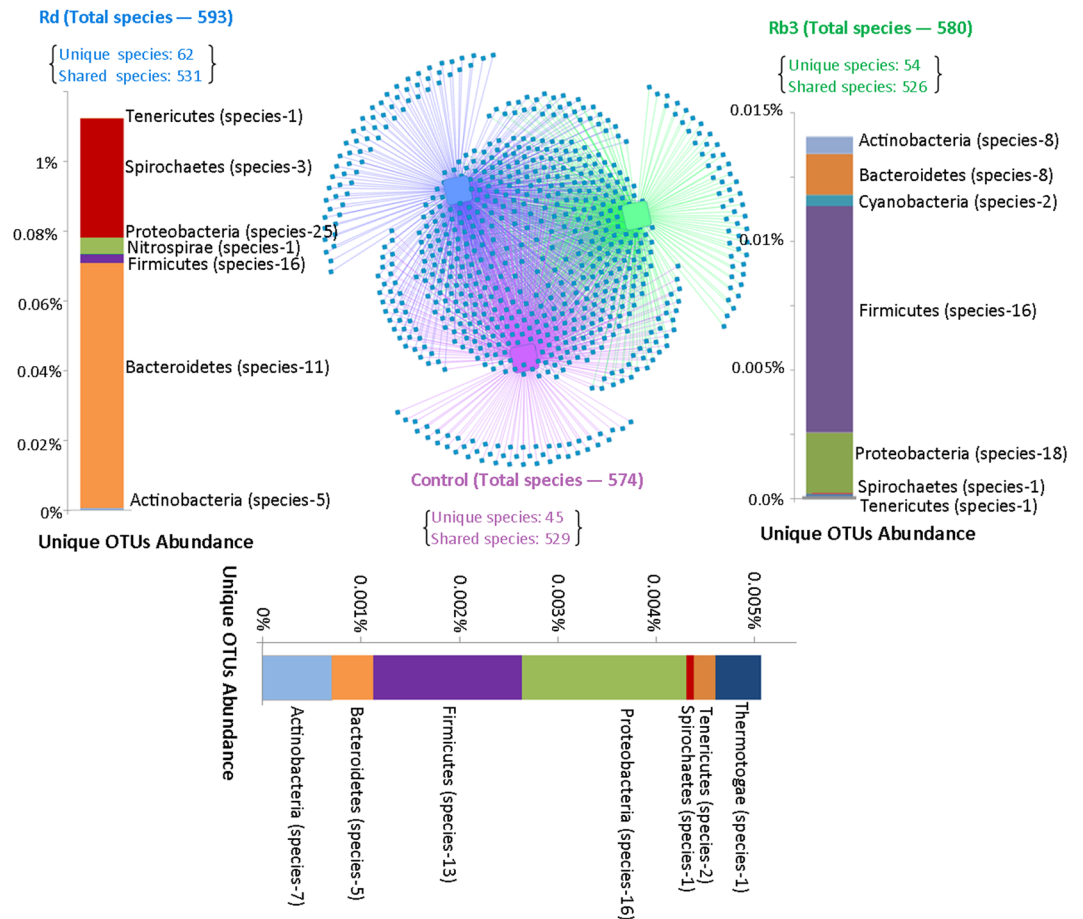 Rd (Total species — 593)
Unique species: 62
Shared species: 531
Tenericutes (species-1)
1%
Spirochaetes (species-3)
0.08%
Proteobacteria (species-25)
Nitrospirae (species-1)
Firmicutes (species-16)
0.06%
0.04%
Bacteroidetes (species-11)
0.02%
Actinobacteria (species-5)
0%
Unique OTUs Abundance
Rb3 (Total species — 580)
Unique species: 54
Shared species: 526
0.015%
Actinobacteria (species-8)
Bacteroidetes (species-8)
Cyanobacteria (species-2)
0.01%
Firmicutes (species-16)
0.005%
Proteobacteria (species-18)
Spirochaetes (species-1)
0.0%
Tenericutes (species-1)
Unique OTUs Abundance
Control (Total species — 574)
Unique species: 45
Shared species: 529
Unique OTUs Abundance
0%
0.001%
0.002%
0.003%
0.004%
0.005%
Actinobacteria (species-7)
Bacteroidetes (species-5)
Firmicutes (species-13)
Proteobacteria (species-16)
Spirochaetes (species-1)
Tenericutes (species-2)
Thermotogae (species-1)